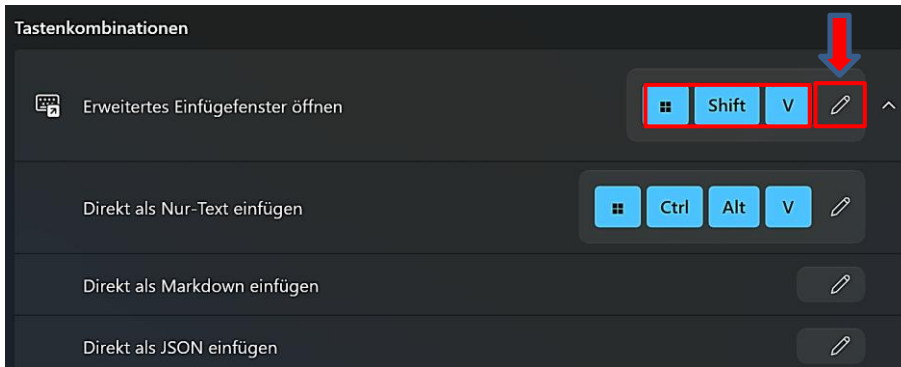 Tastenkombinationen
Erweitertes Einfügefenster öffnen Shift V
Direkt als Nur-Text einfügen Ctrl Alt V
Direkt als Markdown einfügen
Direkt als JSON einfügen